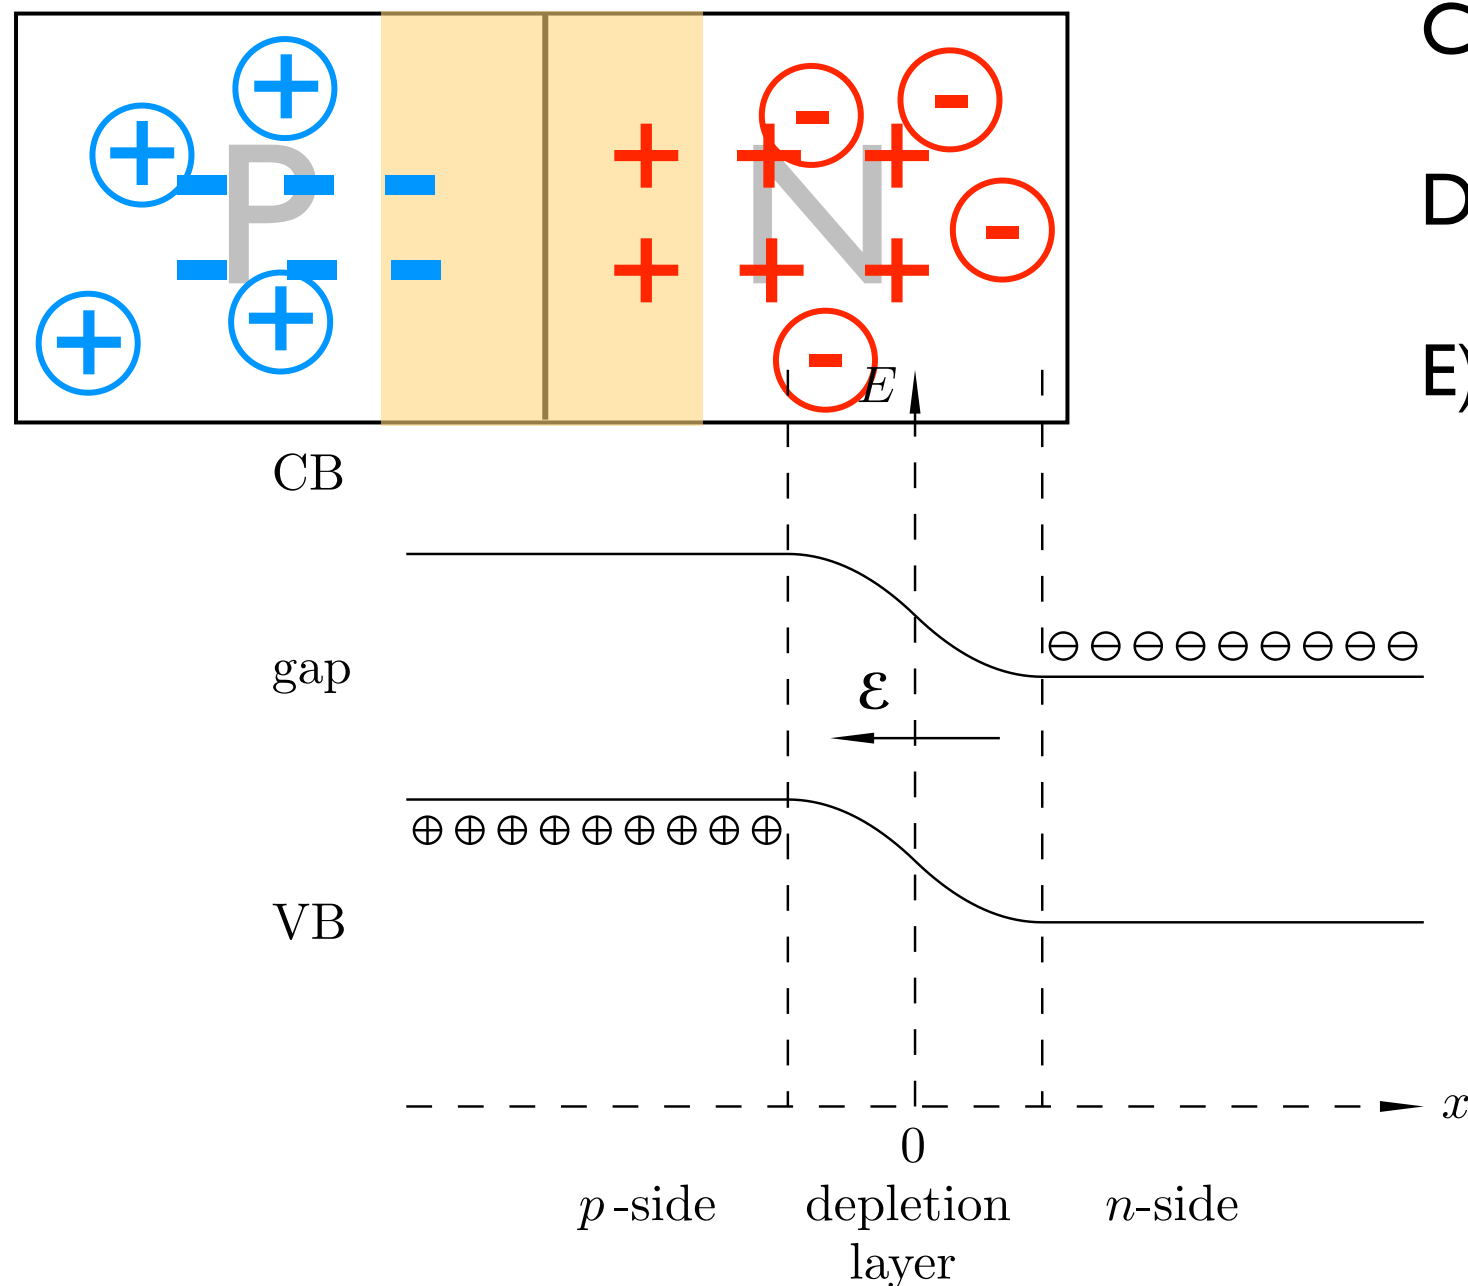 P N
C
D
E)
E
CB
gap
ε
VB
x
0
p-side depletion n-side
layer